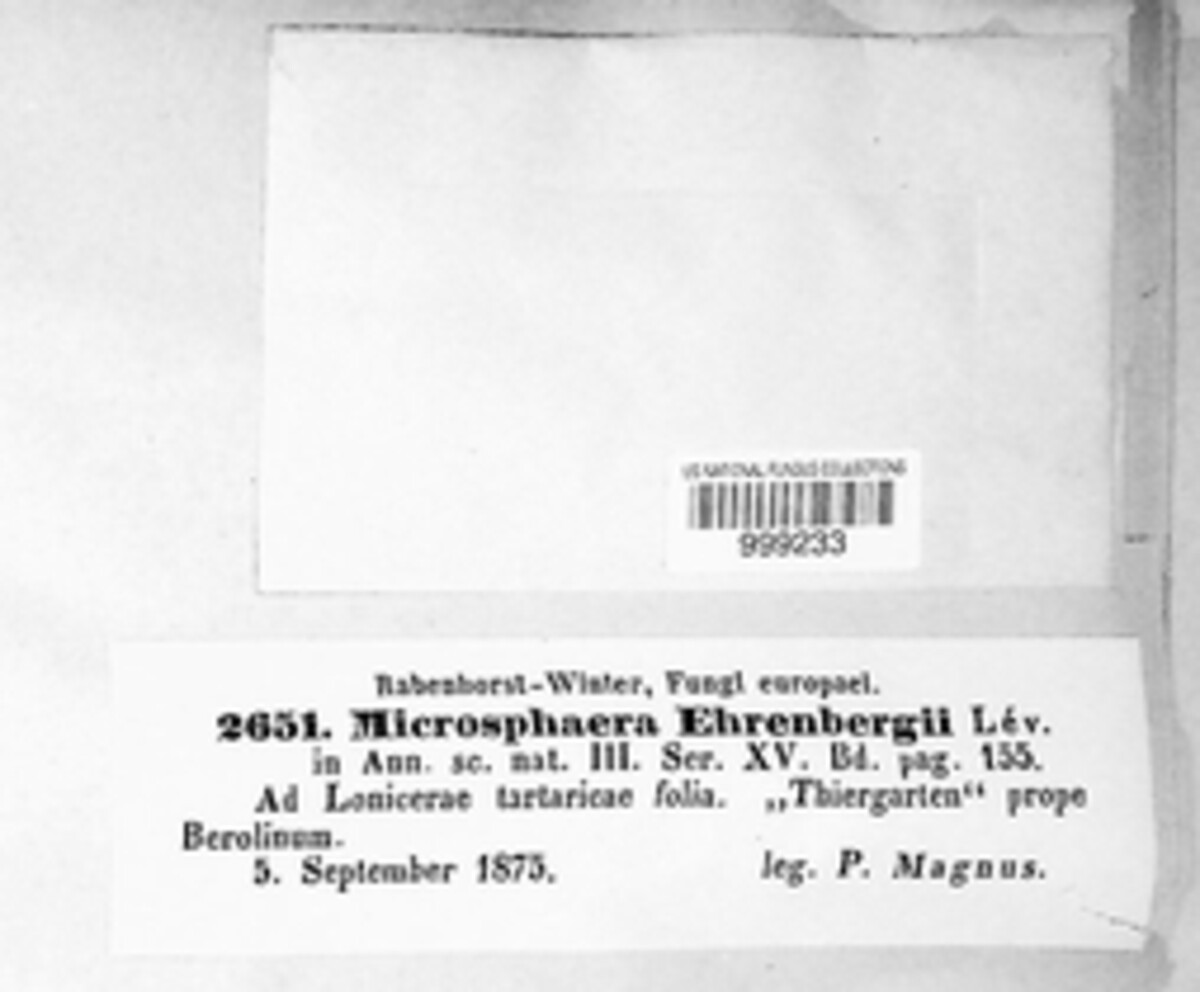 US NATIONAL FUNGUS COLLECTIONS
999233
Rabenhorst-Winter, Fungi europaei.
2651. Microsphaera Ehrenbergii Lév.
in Ann. sc. nat. III. Ser. XV. Bd. pag. 155.
Ad Lonicerae tartaricae folia. „Thiergarten“ prope
Berolinum.
5. September 1875. leg. P. Magnus.